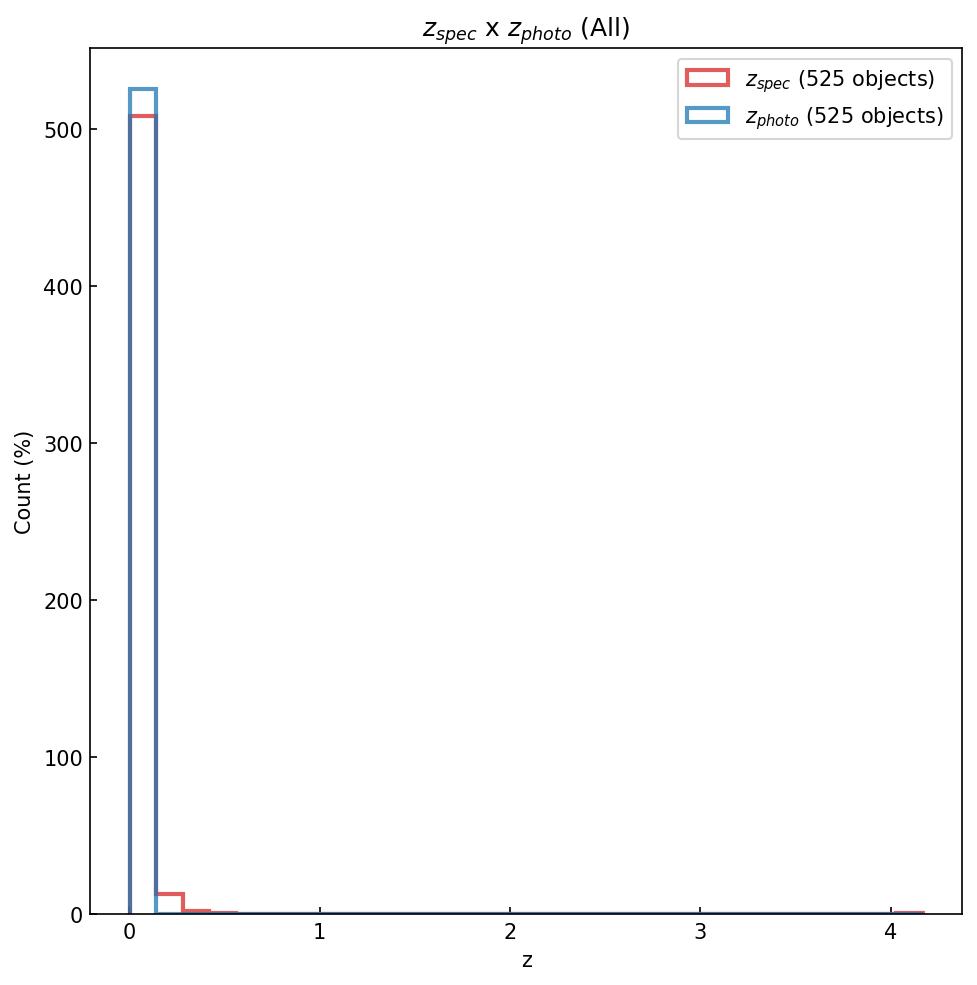 z_spec x z_photo (All)
z_spec (525 objects)
z_photo (525 objects)
Count (%)
500
400
300
200
100
0
0 1 2 3 4
z